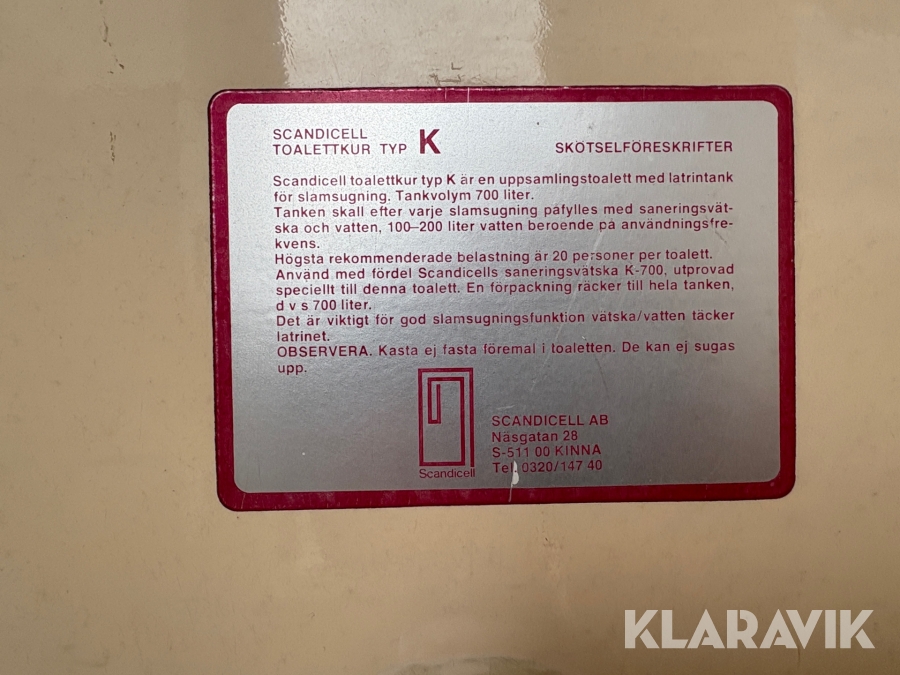 SCANDICELL
TOALETTKUR TYP K
SKÖTSELFÖRESKRIFTER
Scandicell toalettkur typ K är en uppsamlingstoalett med latrintank
för slamsugning. Tankvolym 700 liter.
Tanken skall efter varje slamsugning påfylles med saneringsvät-
ska och vatten, 100–200 liter vatten beroende på användningsfre-
kvens.
Högsta rekommenderade belastning är 20 personer per toalett.
Använd med fördel Scandicells saneringsvätska K-700, utprovad
speciellt till denna toalett. En förpackning räcker till hela tanken,
d v s 700 liter.
Det är viktigt för god slamsugningsfunktion vätska/vatten täcker
latrinet.
OBSERVERA. Kasta ej fasta föremal i toaletten. De kan ej sugas
upp.
Scandicell
SCANDICELL AB
Näsgatan 28
S-511 00 KINNA
Tel. 0320/147 40
KLARAVIK